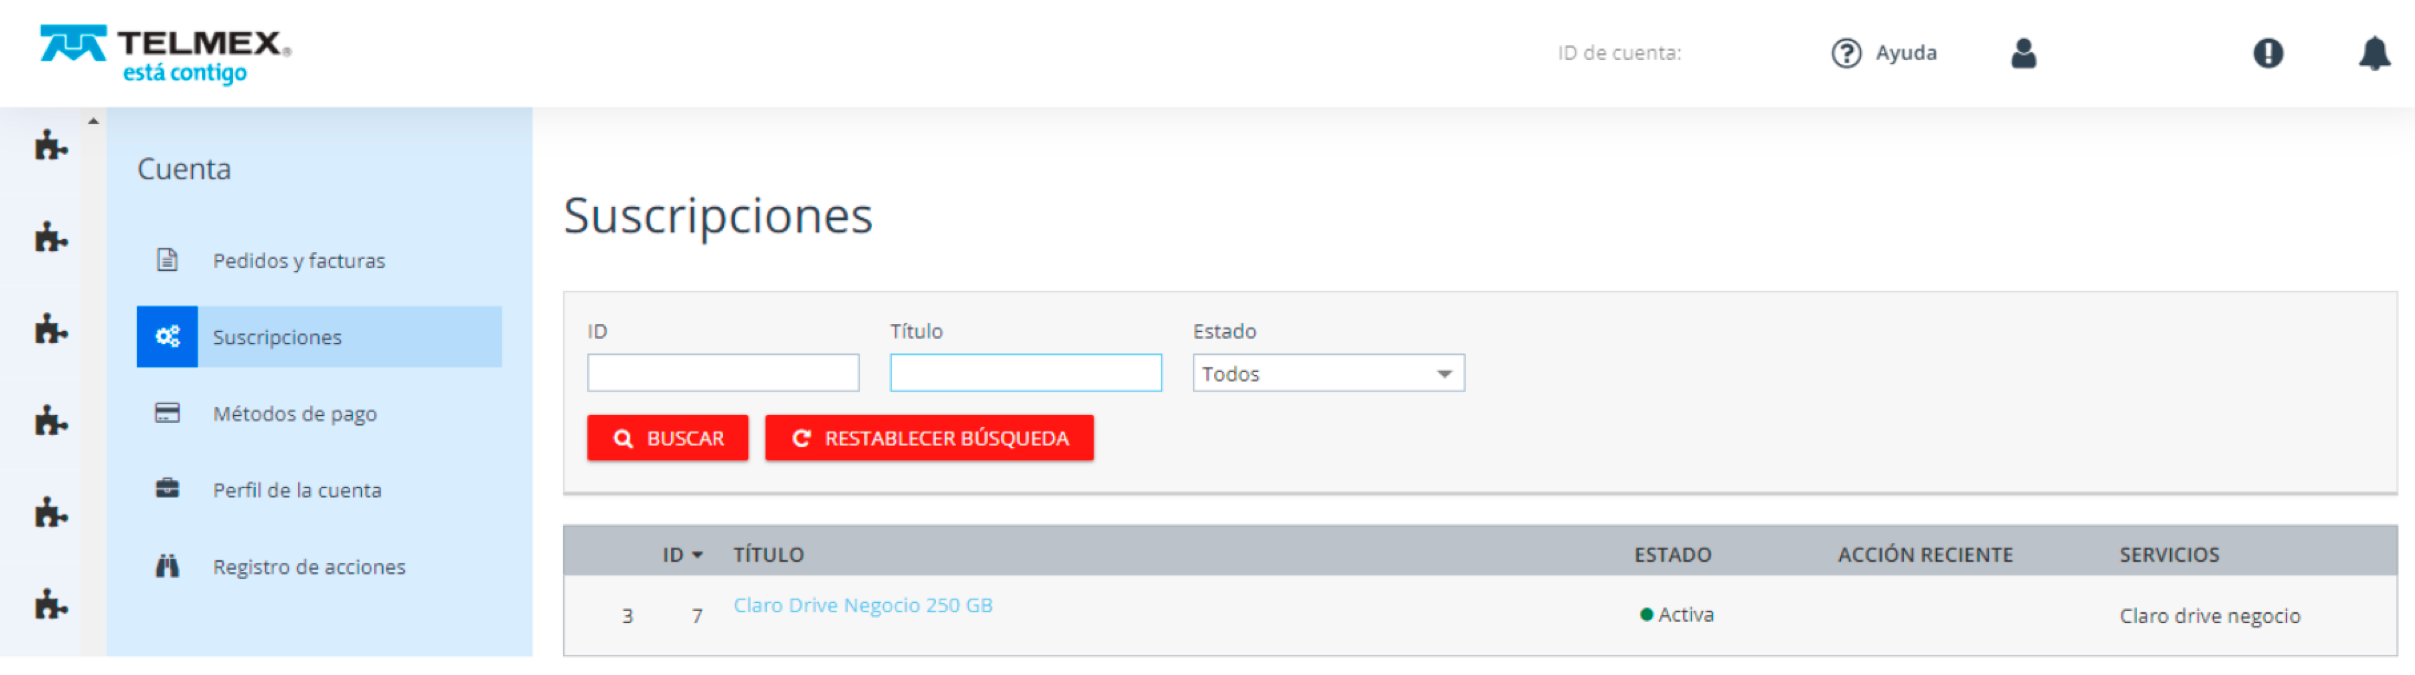 TELMEX®
está contigo
ID de cuenta:
Ayuda
Cuenta
Pedidos y facturas
Suscripciones
Métodos de pago
Perfil de la cuenta
Registro de acciones
Suscripciones
ID Título Estado
Todos
BUSCAR RESTABLECER BÚSQUEDA
ID TÍTULO ESTADO ACCIÓN RECIENTE SERVICIOS
3 7 Claro Drive Negocio 250 GB Activa Claro drive negocio